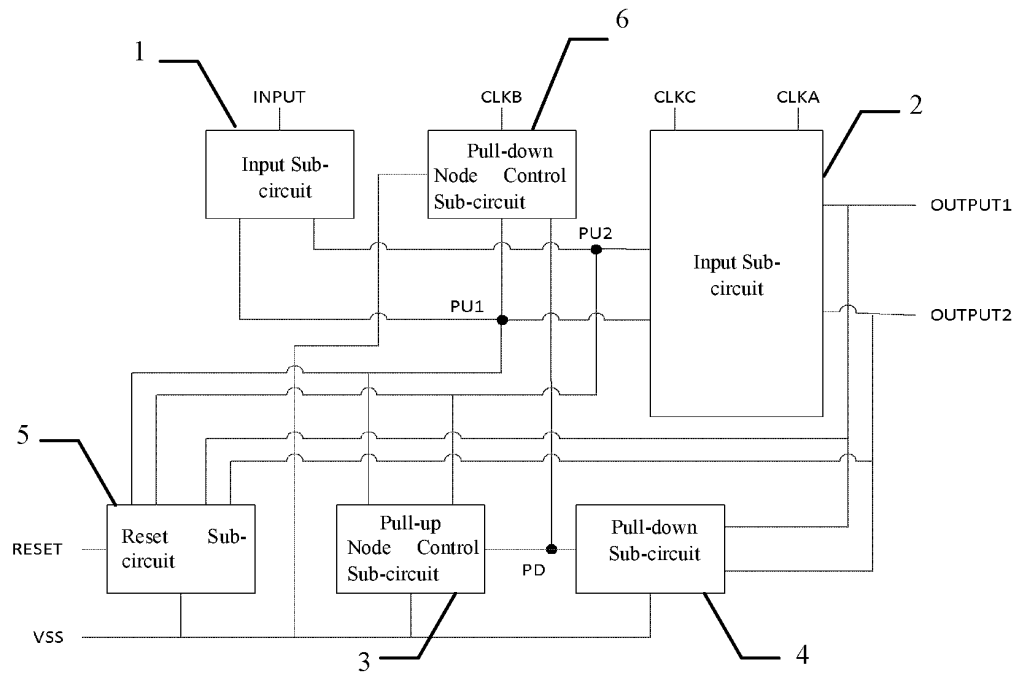 6
1
INPUT
CLKB
CLKC
CLKA
2
Input Sub-
circuit
Pull-down
Node Control
Sub-circuit
OUTPUT1
PU2
Input Sub-
circuit
PU1
OUTPUT2
5
Reset Sub-
circuit
Pull-up
Node Control
Sub-circuit
Pull-down
Sub-circuit
RESET
PD
VSS
3
4